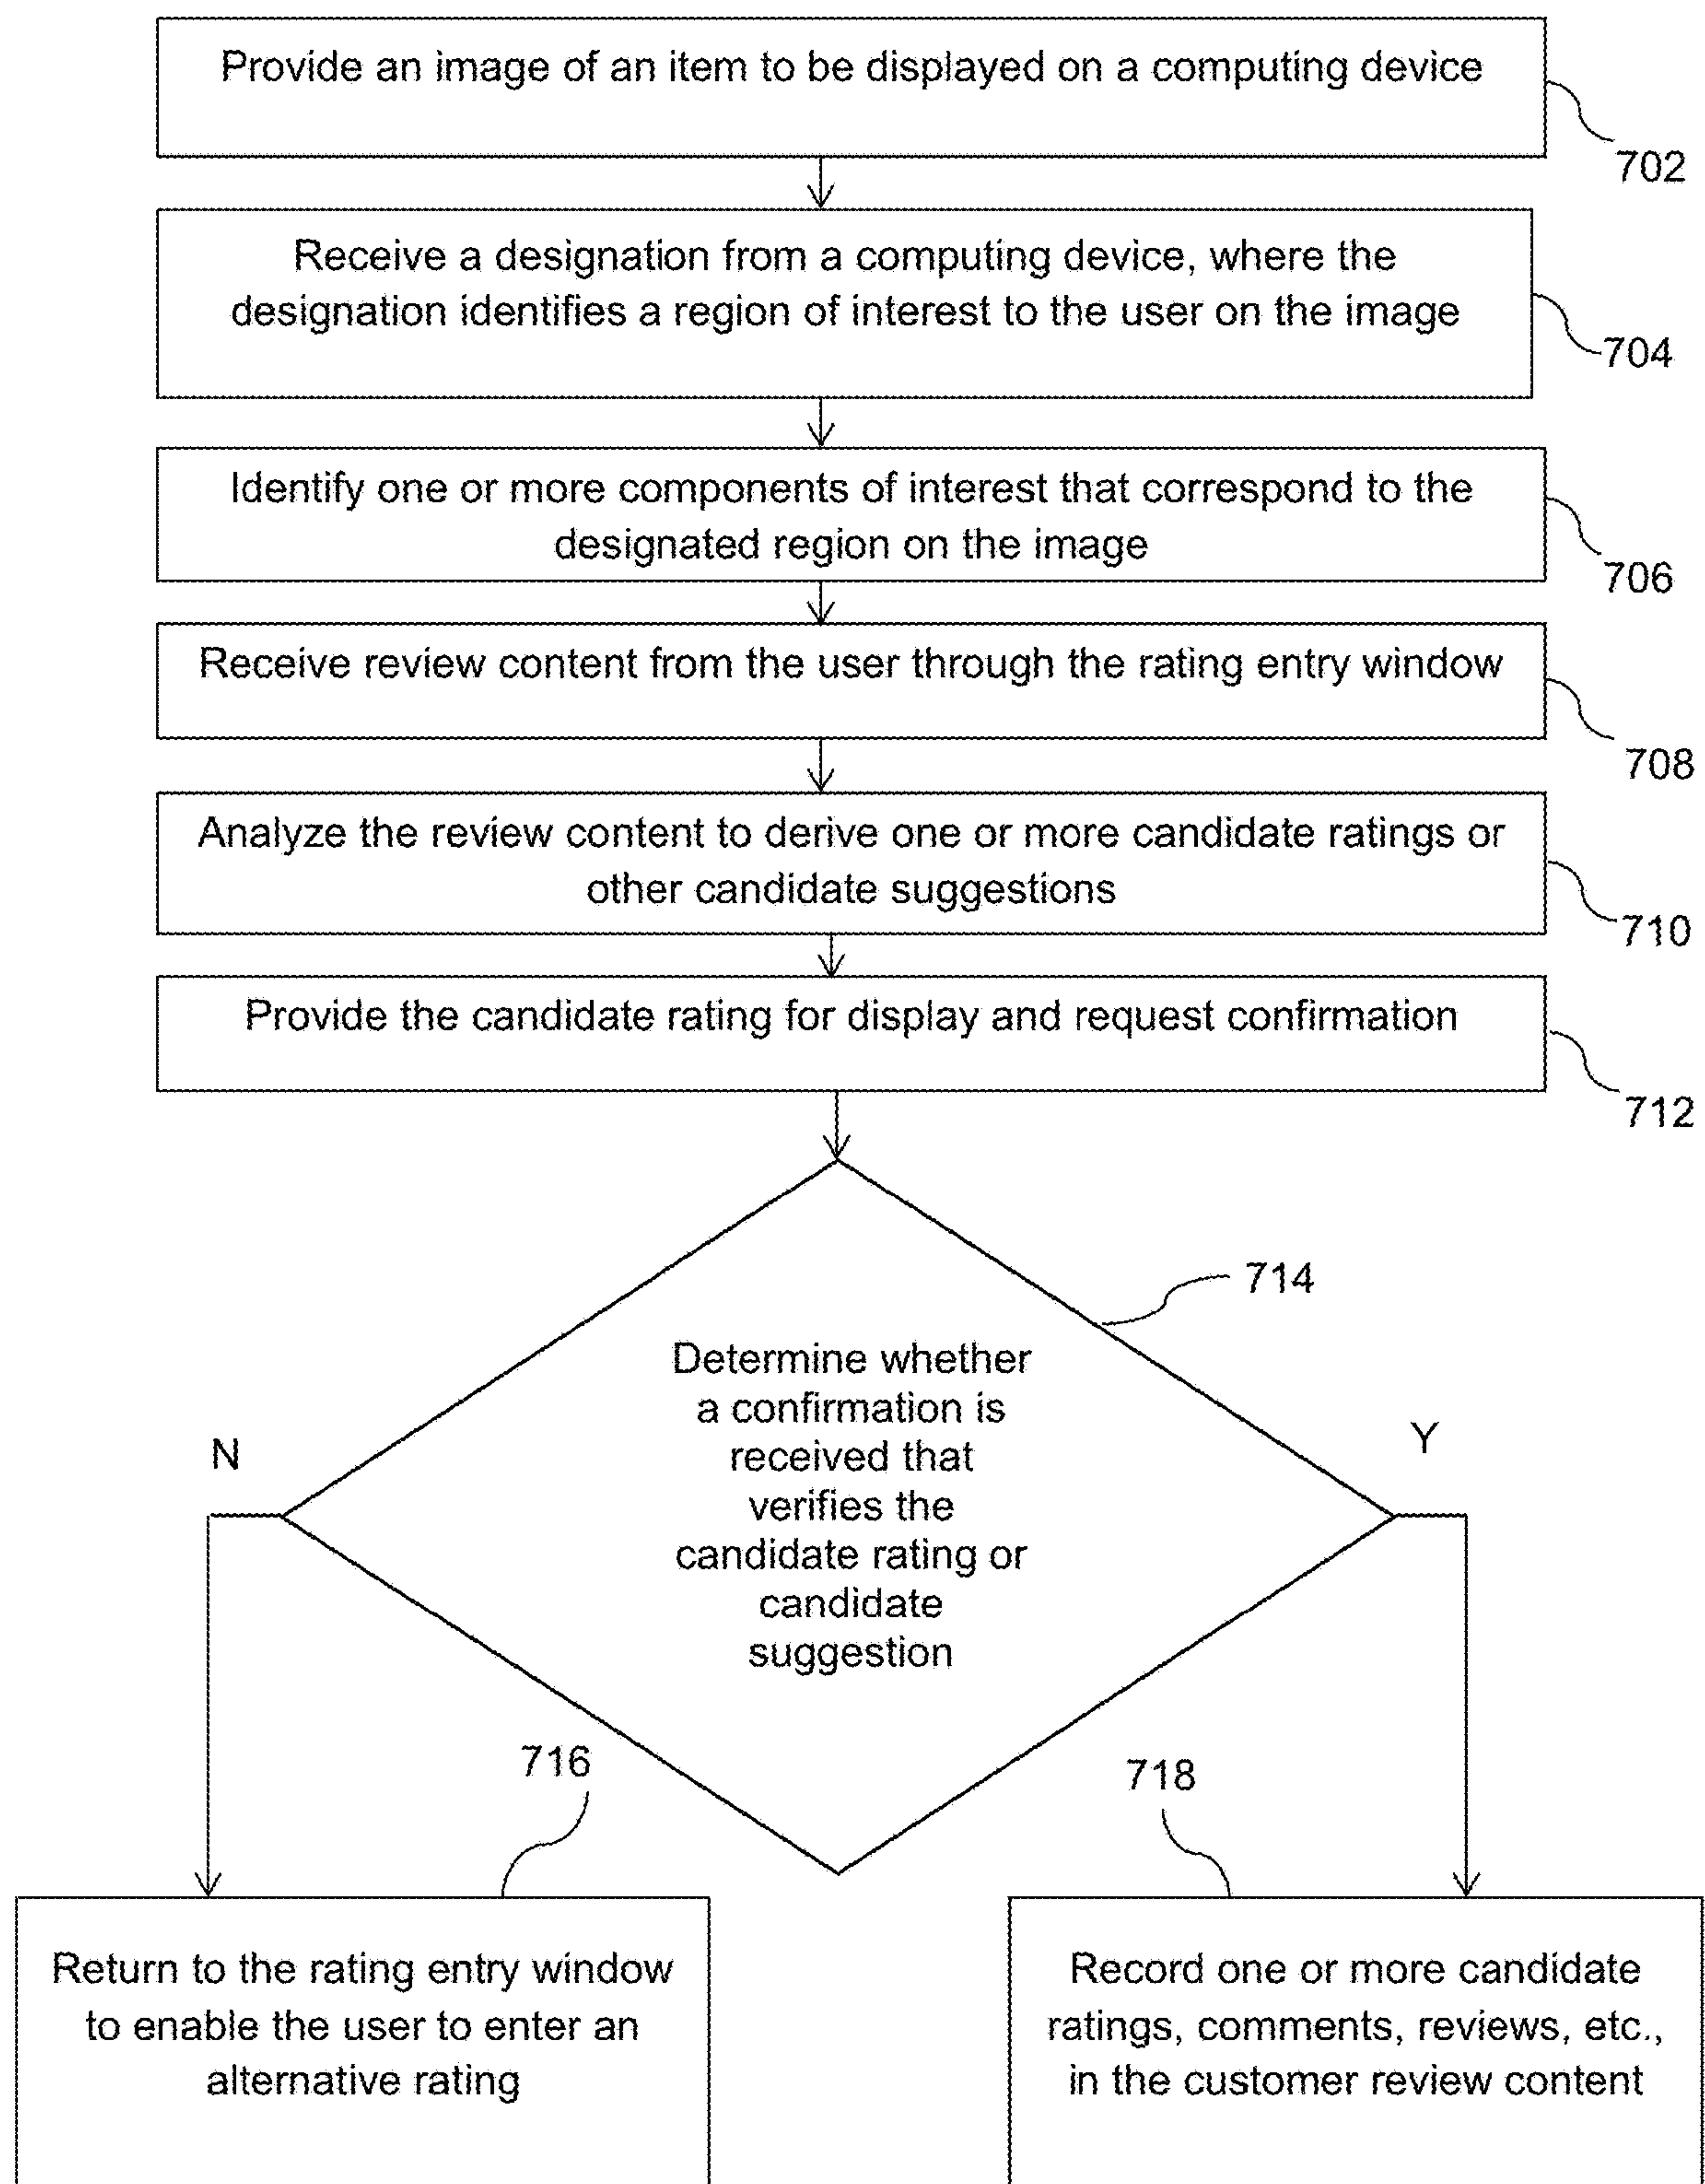 Provide an image of an item to be displayed on a computing device
702
Receive a designation from a computing device, where the
designation identifies a region of interest to the user on the image
704
Identify one or more components of interest that correspond to the
designated region on the image
706
Receive review content from the user through the rating entry window
708
Analyze the review content to derive one or more candidate ratings or
other candidate suggestions
710
Provide the candidate rating for display and request confirmation
712
714
Determine whether
a confirmation is
received that
verifies the
candidate rating or
candidate
suggestion
N
Y
716
718
Return to the rating entry window
to enable the user to enter an
alternative rating
Record one or more candidate
ratings, comments, reviews, etc.,
in the customer review content